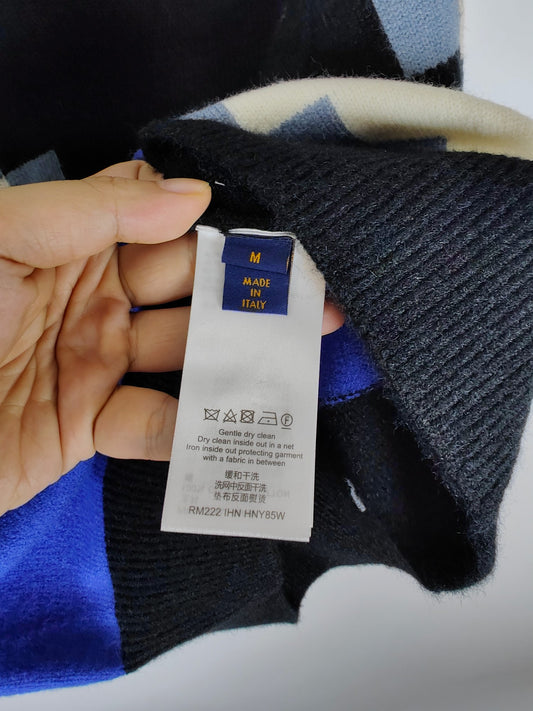 M
MADE
IN
ITALY
Gentle dry clean
Dry clean inside out in a net
Iron inside out protecting garment
with a fabric in between
缓和干洗
洗网中反面干洗
垫布反面熨烫
RM222 IHN HNY85W